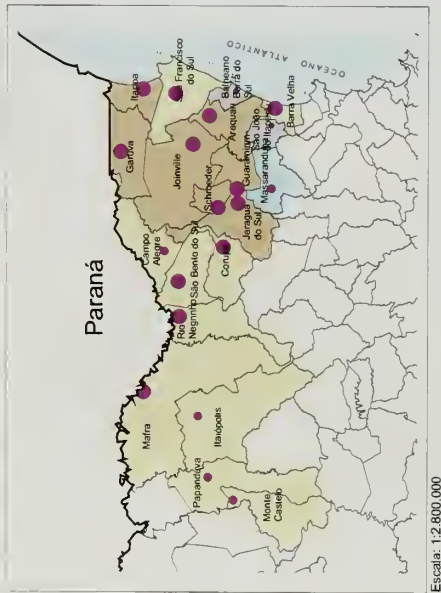 Paraná
OCEANO ATLÂNTICO
Itapoá
Garuva
São Francisco
do Sul
Joinville
Balneário
Barra do
Sul
Araquari
Campo
Alegre
Schroeder
Guaramirim
São João
do Itaperiú
Barra Velha
Massaranduba
Jaraguá
do Sul
Corupá
São Bento do Sul
Rio
Negrinho
Mafra
Itaiópolis
Papanduva
Monte
Castelo
Escala: 1:2.800.000